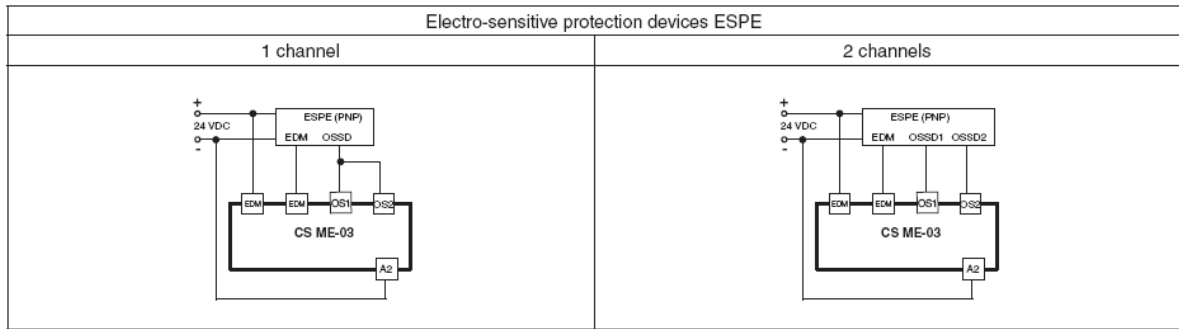 Electro-sensitive protection devices ESPE
1 channel
2 channels
+
24 VDC
-
ESPE (PNP)
EDM OSSD
EDM EDM OS1 OS2
CS ME-03
A2
+
24 VDC
-
ESPE (PNP)
EDM OSSD1 OSSD2
EDM EDM OS1 OS2
CS ME-03
A2